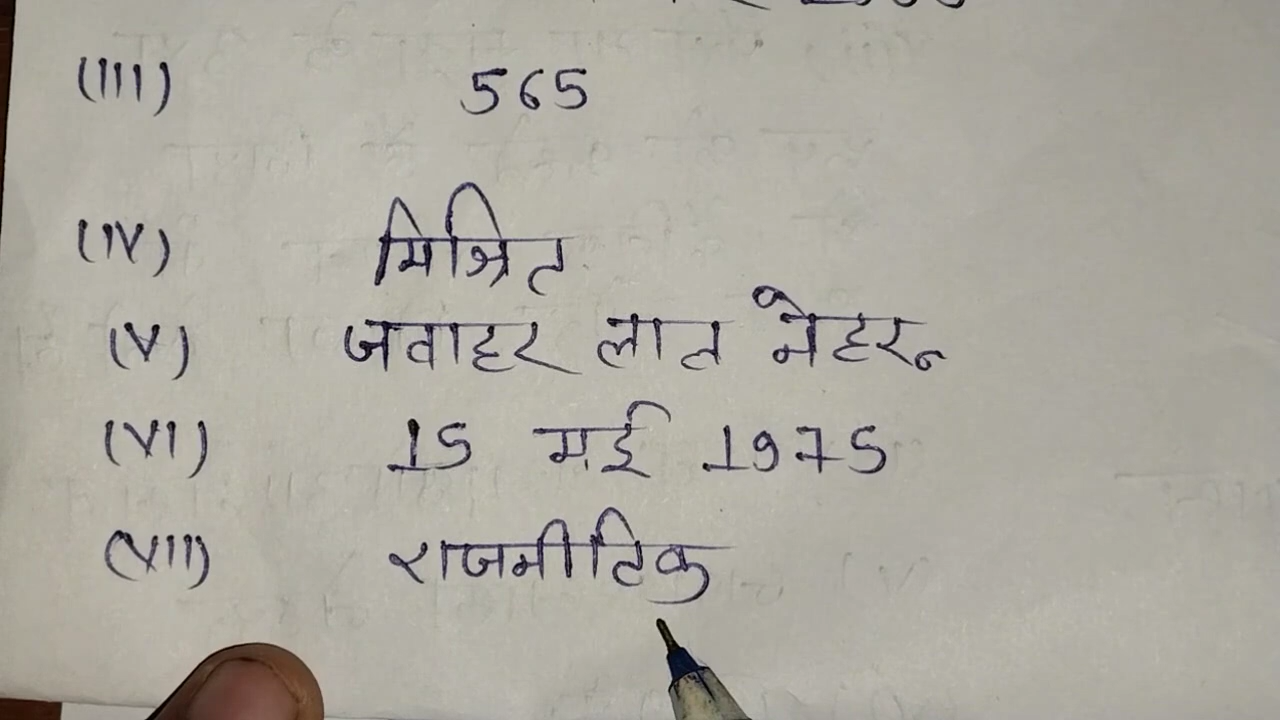 (III) 565
(IV) मिश्रित
(V) जवाहर लाल नेहरू
(VI) 15 मई 1975
(VII) राजनीतिक